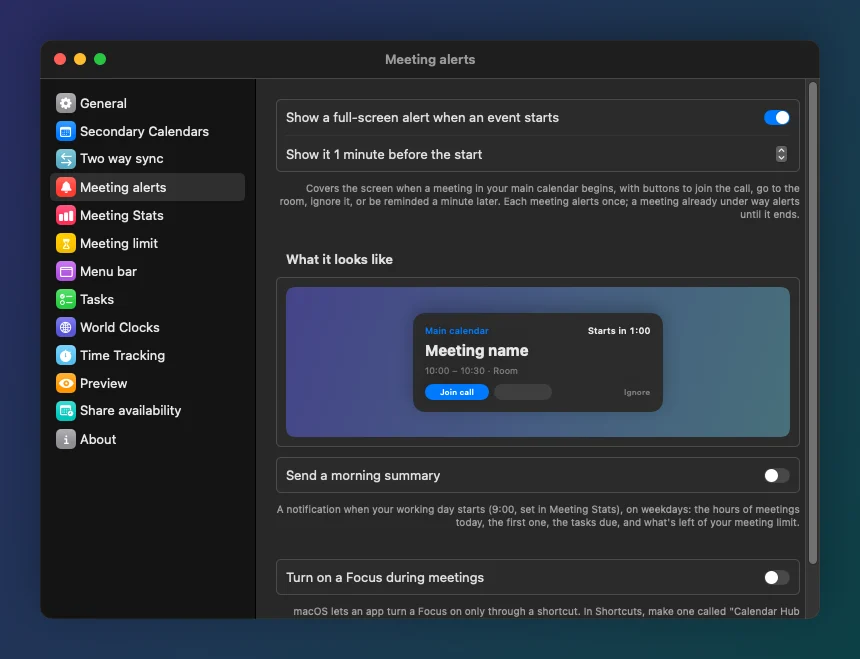 Meeting alerts
General
Secondary Calendars
Two way sync
Meeting alerts
Meeting Stats
Meeting limit
Menu bar
Tasks
World Clocks
Time Tracking
Preview
Share availability
About
Show a full-screen alert when an event starts
Show it 1 minute before the start
Covers the screen when a meeting in your main calendar begins, with buttons to join the call, go to the
room, ignore it, or be reminded a minute later. Each meeting alerts once; a meeting already under way alerts
until it ends.
What it looks like
Main calendar
Starts in 1:00
Meeting name
10:00 – 10:30 · Room
Join call
Ignore
Send a morning summary
A notification when your working day starts (9:00, set in Meeting Stats), on weekdays: the hours of meetings
today, the first one, the tasks due, and what's left of your meeting limit.
Turn on a Focus during meetings
macOS lets an app turn a Focus on only through a shortcut. In Shortcuts, make one called "Calendar Hub